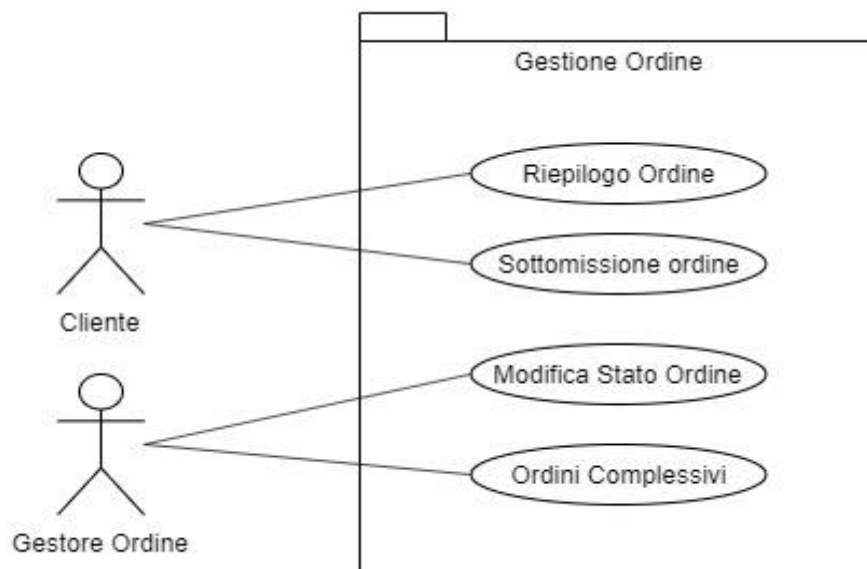 Gestione Ordine
Riepilogo Ordine
Sottomissione ordine
Cliente
Modifica Stato Ordine
Ordini Complessivi
Gestore Ordine